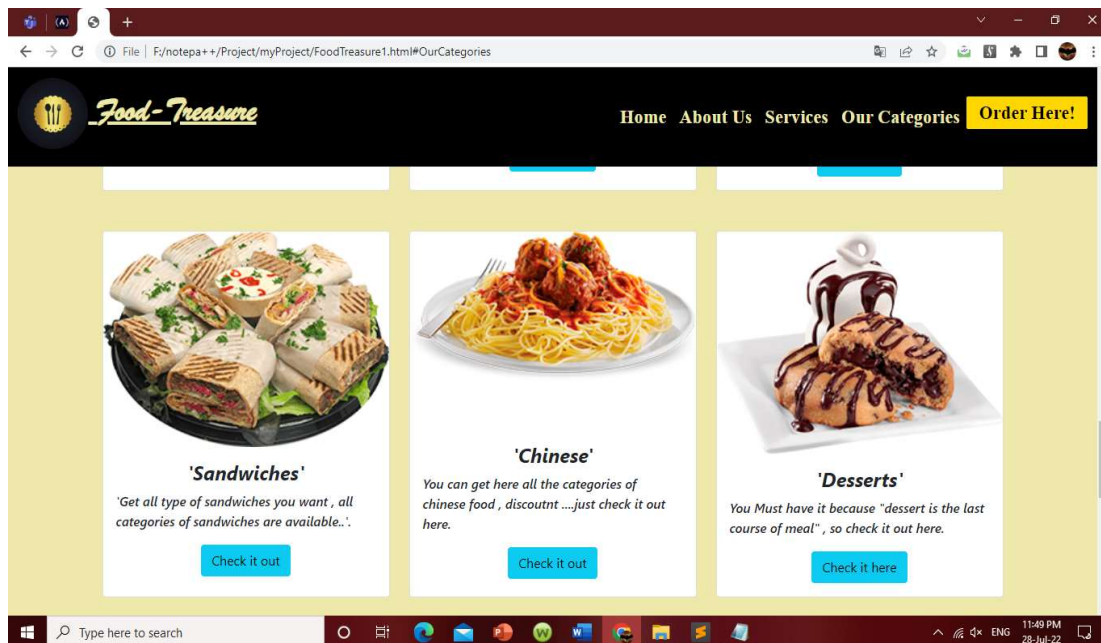 File | F:/notepa++/Project/myProject/FoodTreasure1.html#OurCategories
Food-Treasure
Home About Us Services Our Categories Order Here!
'Sandwiches'
'Get all type of sandwiches you want , all
categories of sandwiches are available..'.
Check it out
'Chinese'
You can get here all the categories of
chinese food , discoutnt ....just check it out
here.
Check it out
'Desserts'
You Must have it because "dessert is the last
course of meal" , so check it out here.
Check it here
Type here to search
ENG
11:49 PM
28-Jul-22